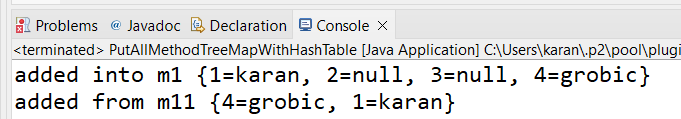 Problems @ Javadoc Declaration Console
<terminated> PutAllMethodTreeMapWithHashTable [Java Application] C:\Users\karan\.p2\pool\plugi
added into m1 {1=karan, 2=null, 3=null, 4=grobic}
added from m11 {4=grobic, 1=karan}